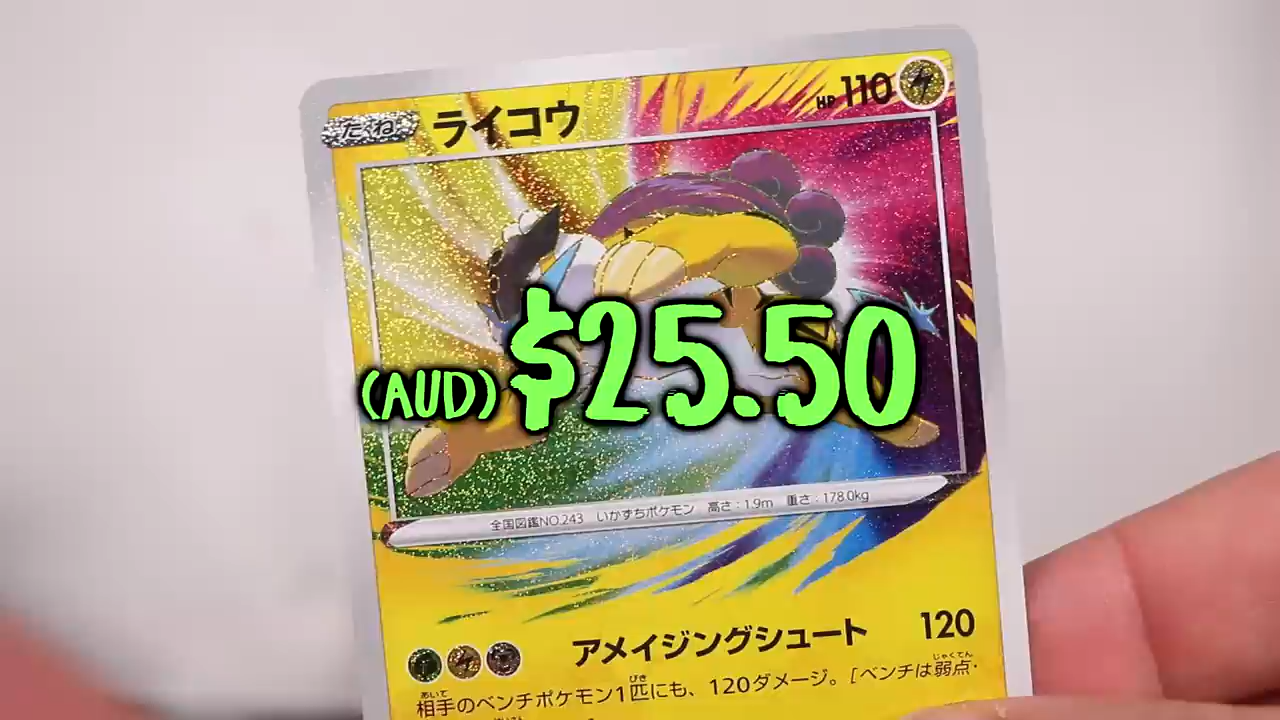 たね ライコウ HP 110
(AUD) $25.50
全国図鑑NO.243 いかずちポケモン 高さ:1.9m 重さ:178.0kg
アメイジングシュート 120
相手のベンチポケモン1匹にも、120ダメージ。[ベンチは弱点・